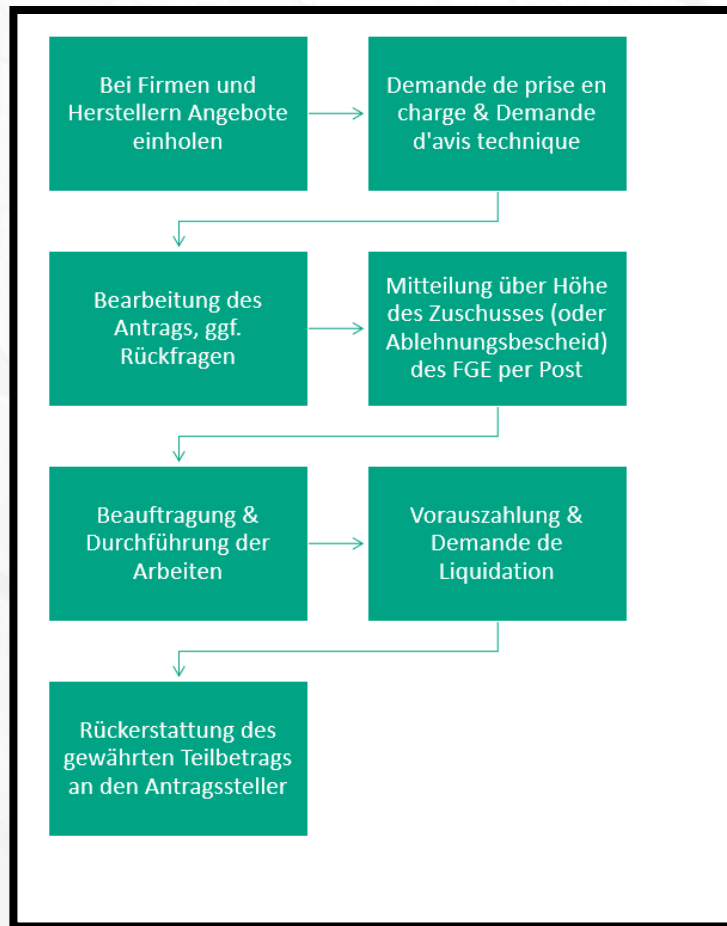 Bei Firmen und
Herstellern Angebote
einholen
Demande de prise en
charge & Demande
d'avis technique
Bearbeitung des
Antrags, ggf.
Rückfragen
Mitteilung über Höhe
des Zuschusses (oder
Ablehnungsbescheid)
des FGE per Post
Beauftragung &
Durchführung der
Arbeiten
Vorauszahlung &
Demande de
Liquidation
Rückerstattung des
gewährten Teilbetrags
an den Antragssteller